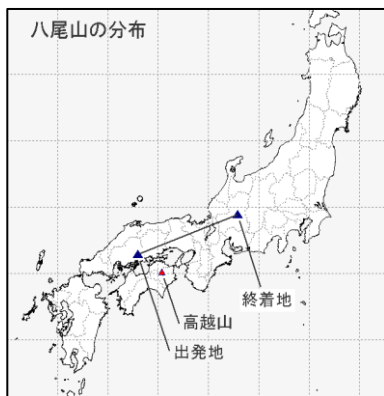 八尾山の分布
終着地
高越山
出発地